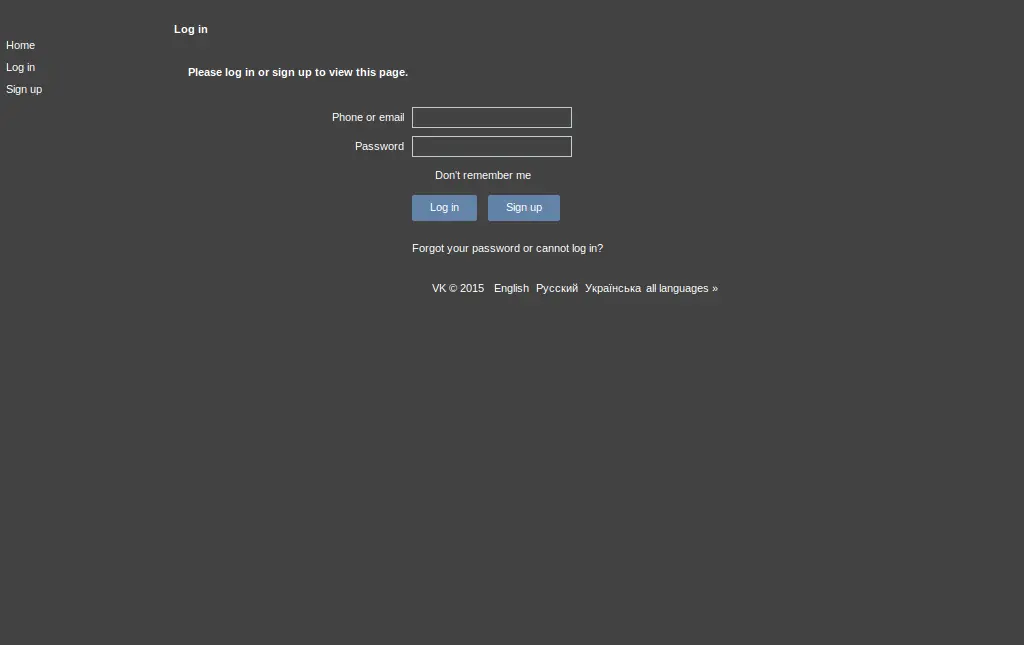 Log in
Home
Log in
Sign up
Please log in or sign up to view this page.
Phone or email
Password
Don't remember me
Log in Sign up
Forgot your password or cannot log in?
VK © 2015 English Русский Українська all languages »